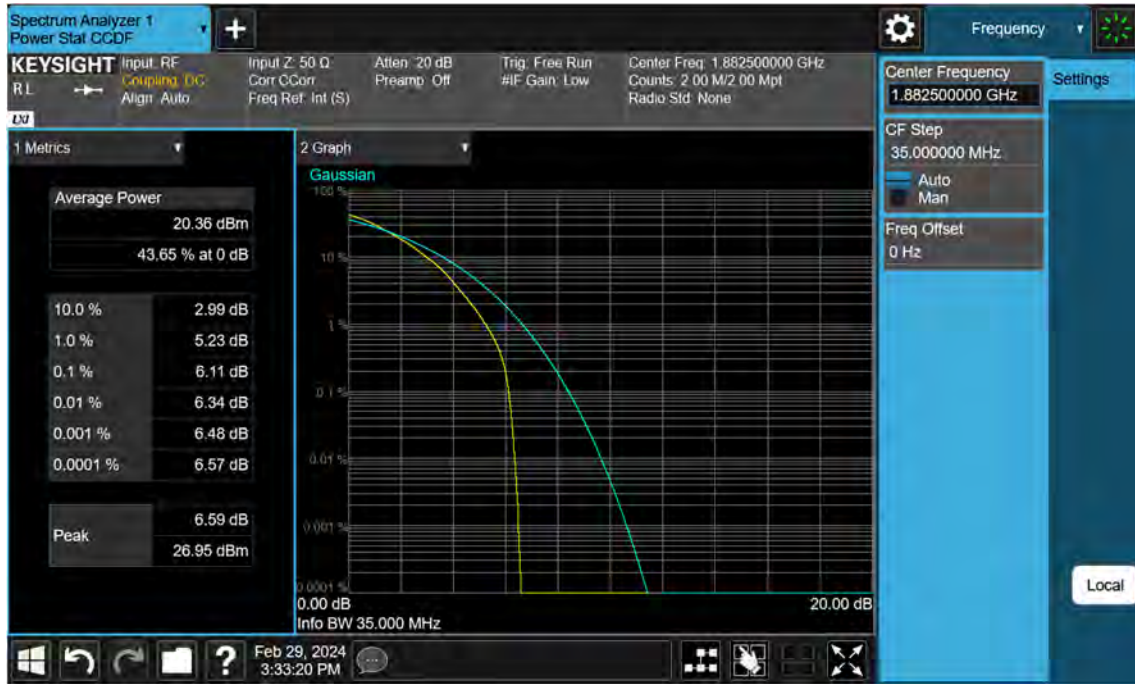 Spectrum Analyzer 1
Power Stat CCDF
Frequency
KEYSIGHT
RL
LXI
Input: RF
Coupling: DC
Align: Auto
Input Z: 50 Ω
Corr CCorr
Freq Ref: Int (S)
Atten: 20 dB
Preamp: Off
Trig: Free Run
#IF Gain: Low
Center Freq: 1.882500000 GHz
Counts: 2.00 M/2.00 Mpt
Radio Std: None
Center Frequency
1.882500000 GHz
Settings
CF Step
35.000000 MHz
Auto
Man
Freq Offset
0 Hz
Local
1 Metrics
Average Power
20.36 dBm
43.65 % at 0 dB
10.0 % 2.99 dB
1.0 % 5.23 dB
0.1 % 6.11 dB
0.01 % 6.34 dB
0.001 % 6.48 dB
0.0001 % 6.57 dB
Peak
6.59 dB
26.95 dBm
2 Graph
Gaussian
100 %
10 %
1 %
0.1 %
0.01 %
0.001 %
0.0001 %
0.00 dB 20.00 dB
Info BW 35.000 MHz
Feb 29, 2024
3:33:20 PM